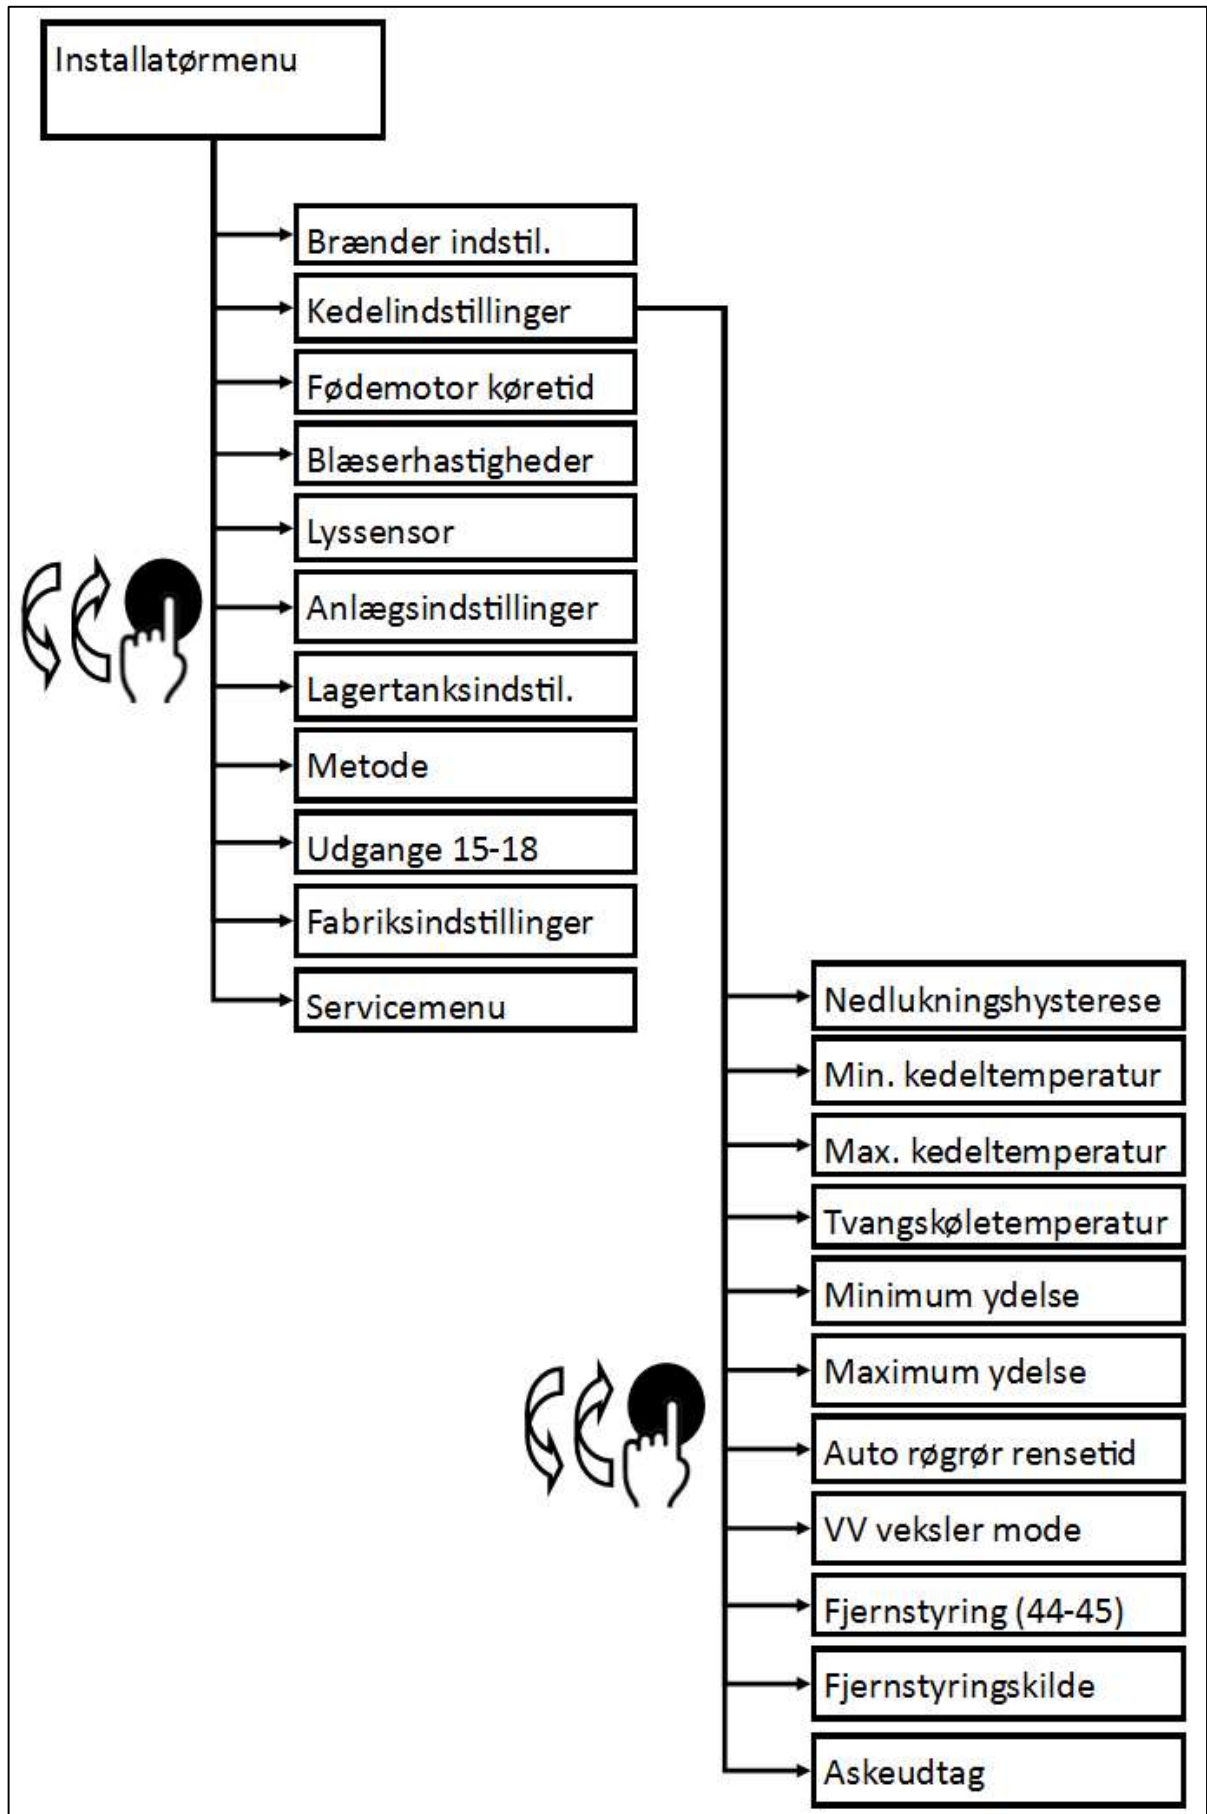 Installatørmenu
Brænder indstil.
Kedelindstillinger
Fødemotor køretid
Blæserhastigheder
Lyssensor
Anlægsindstillinger
Lagertanksindstil.
Metode
Udgange 15-18
Fabriksindstillinger
Servicemenu
Nedlukningshysterese
Min. kedeltemperatur
Max. kedeltemperatur
Tvangskøletemperatur
Minimum ydelse
Maximum ydelse
Auto røgrør rensetid
VV veksler mode
Fjernstyring (44-45)
Fjernstyringskilde
Askeudtag